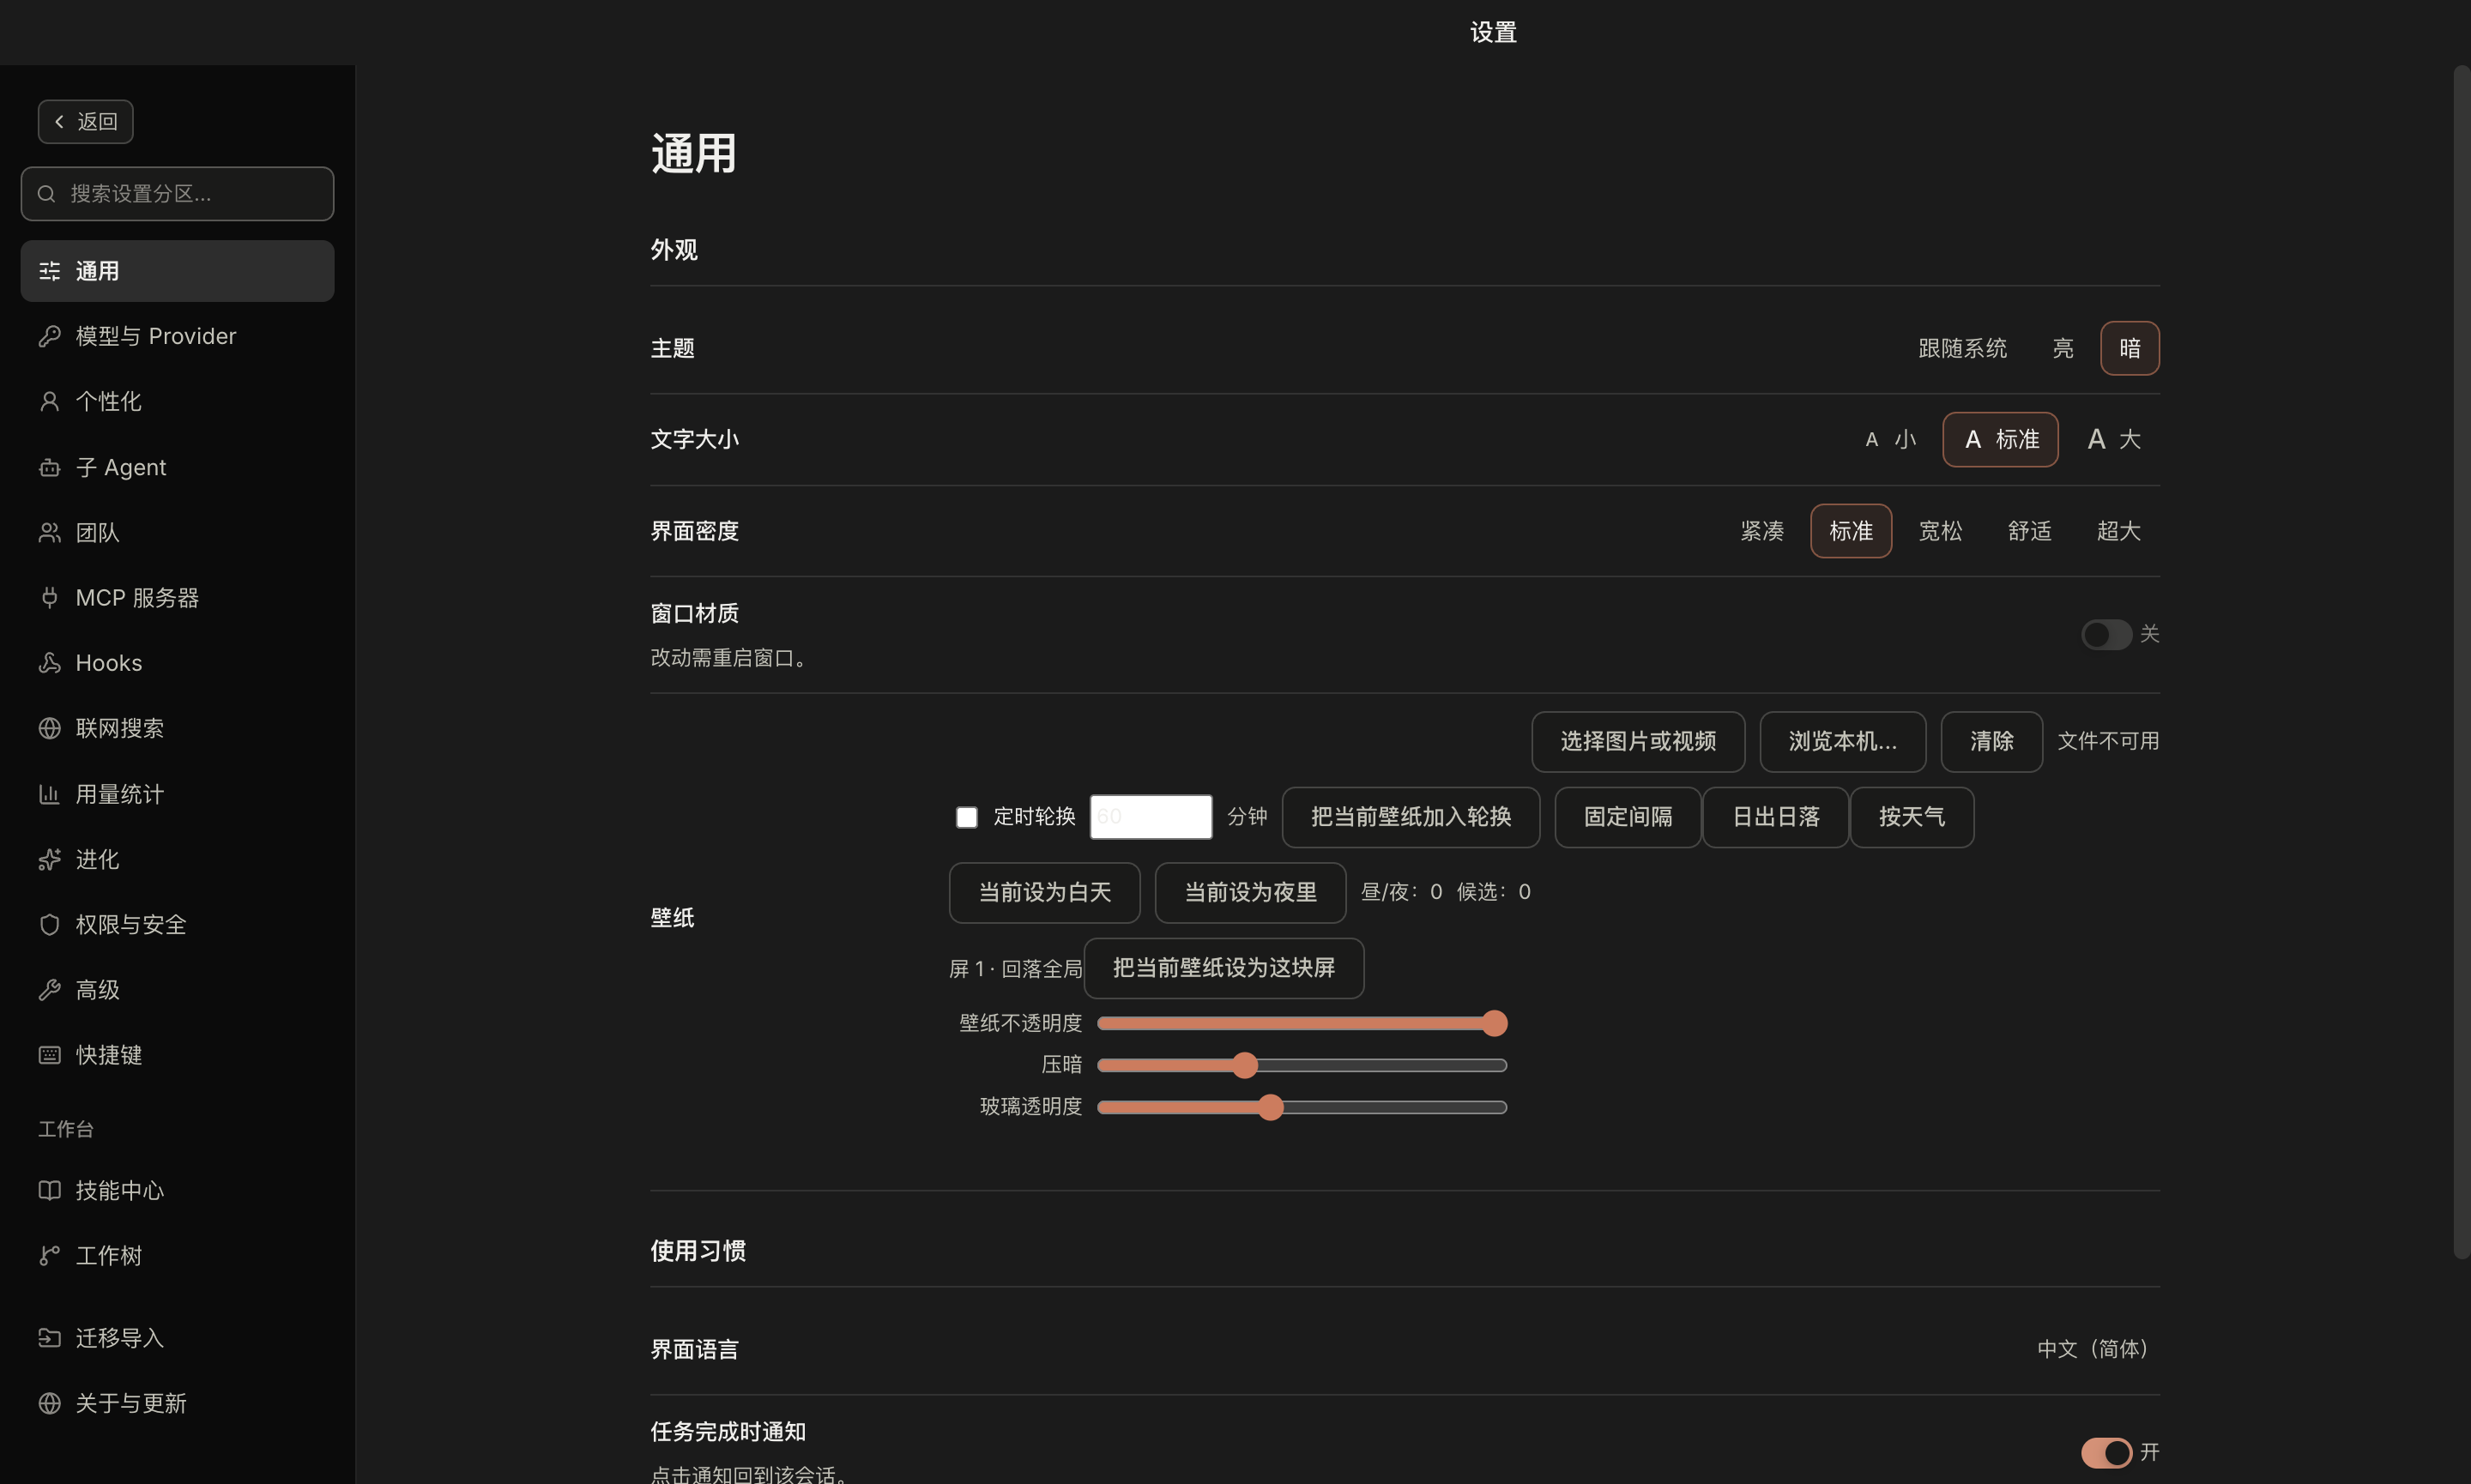 设置
返回
搜索设置分区...
通用
模型与 Provider
个性化
子 Agent
团队
MCP 服务器
Hooks
联网搜索
用量统计
进化
权限与安全
高级
快捷键
工作台
技能中心
工作树
迁移导入
关于与更新
通用
外观
主题 跟随系统 亮 暗
文字大小 A 小 A 标准 A 大
界面密度 紧凑 标准 宽松 舒适 超大
窗口材质
改动需重启窗口。
关
壁纸
选择图片或视频 浏览本机... 清除 文件不可用
定时轮换 60 分钟 把当前壁纸加入轮换 固定间隔 日出日落 按天气
当前设为白天 当前设为夜里 昼/夜：0 候选：0
屏 1 · 回落全局 把当前壁纸设为这块屏
壁纸不透明度
压暗
玻璃透明度
使用习惯
界面语言 中文（简体）
任务完成时通知
点击通知回到该会话。
开